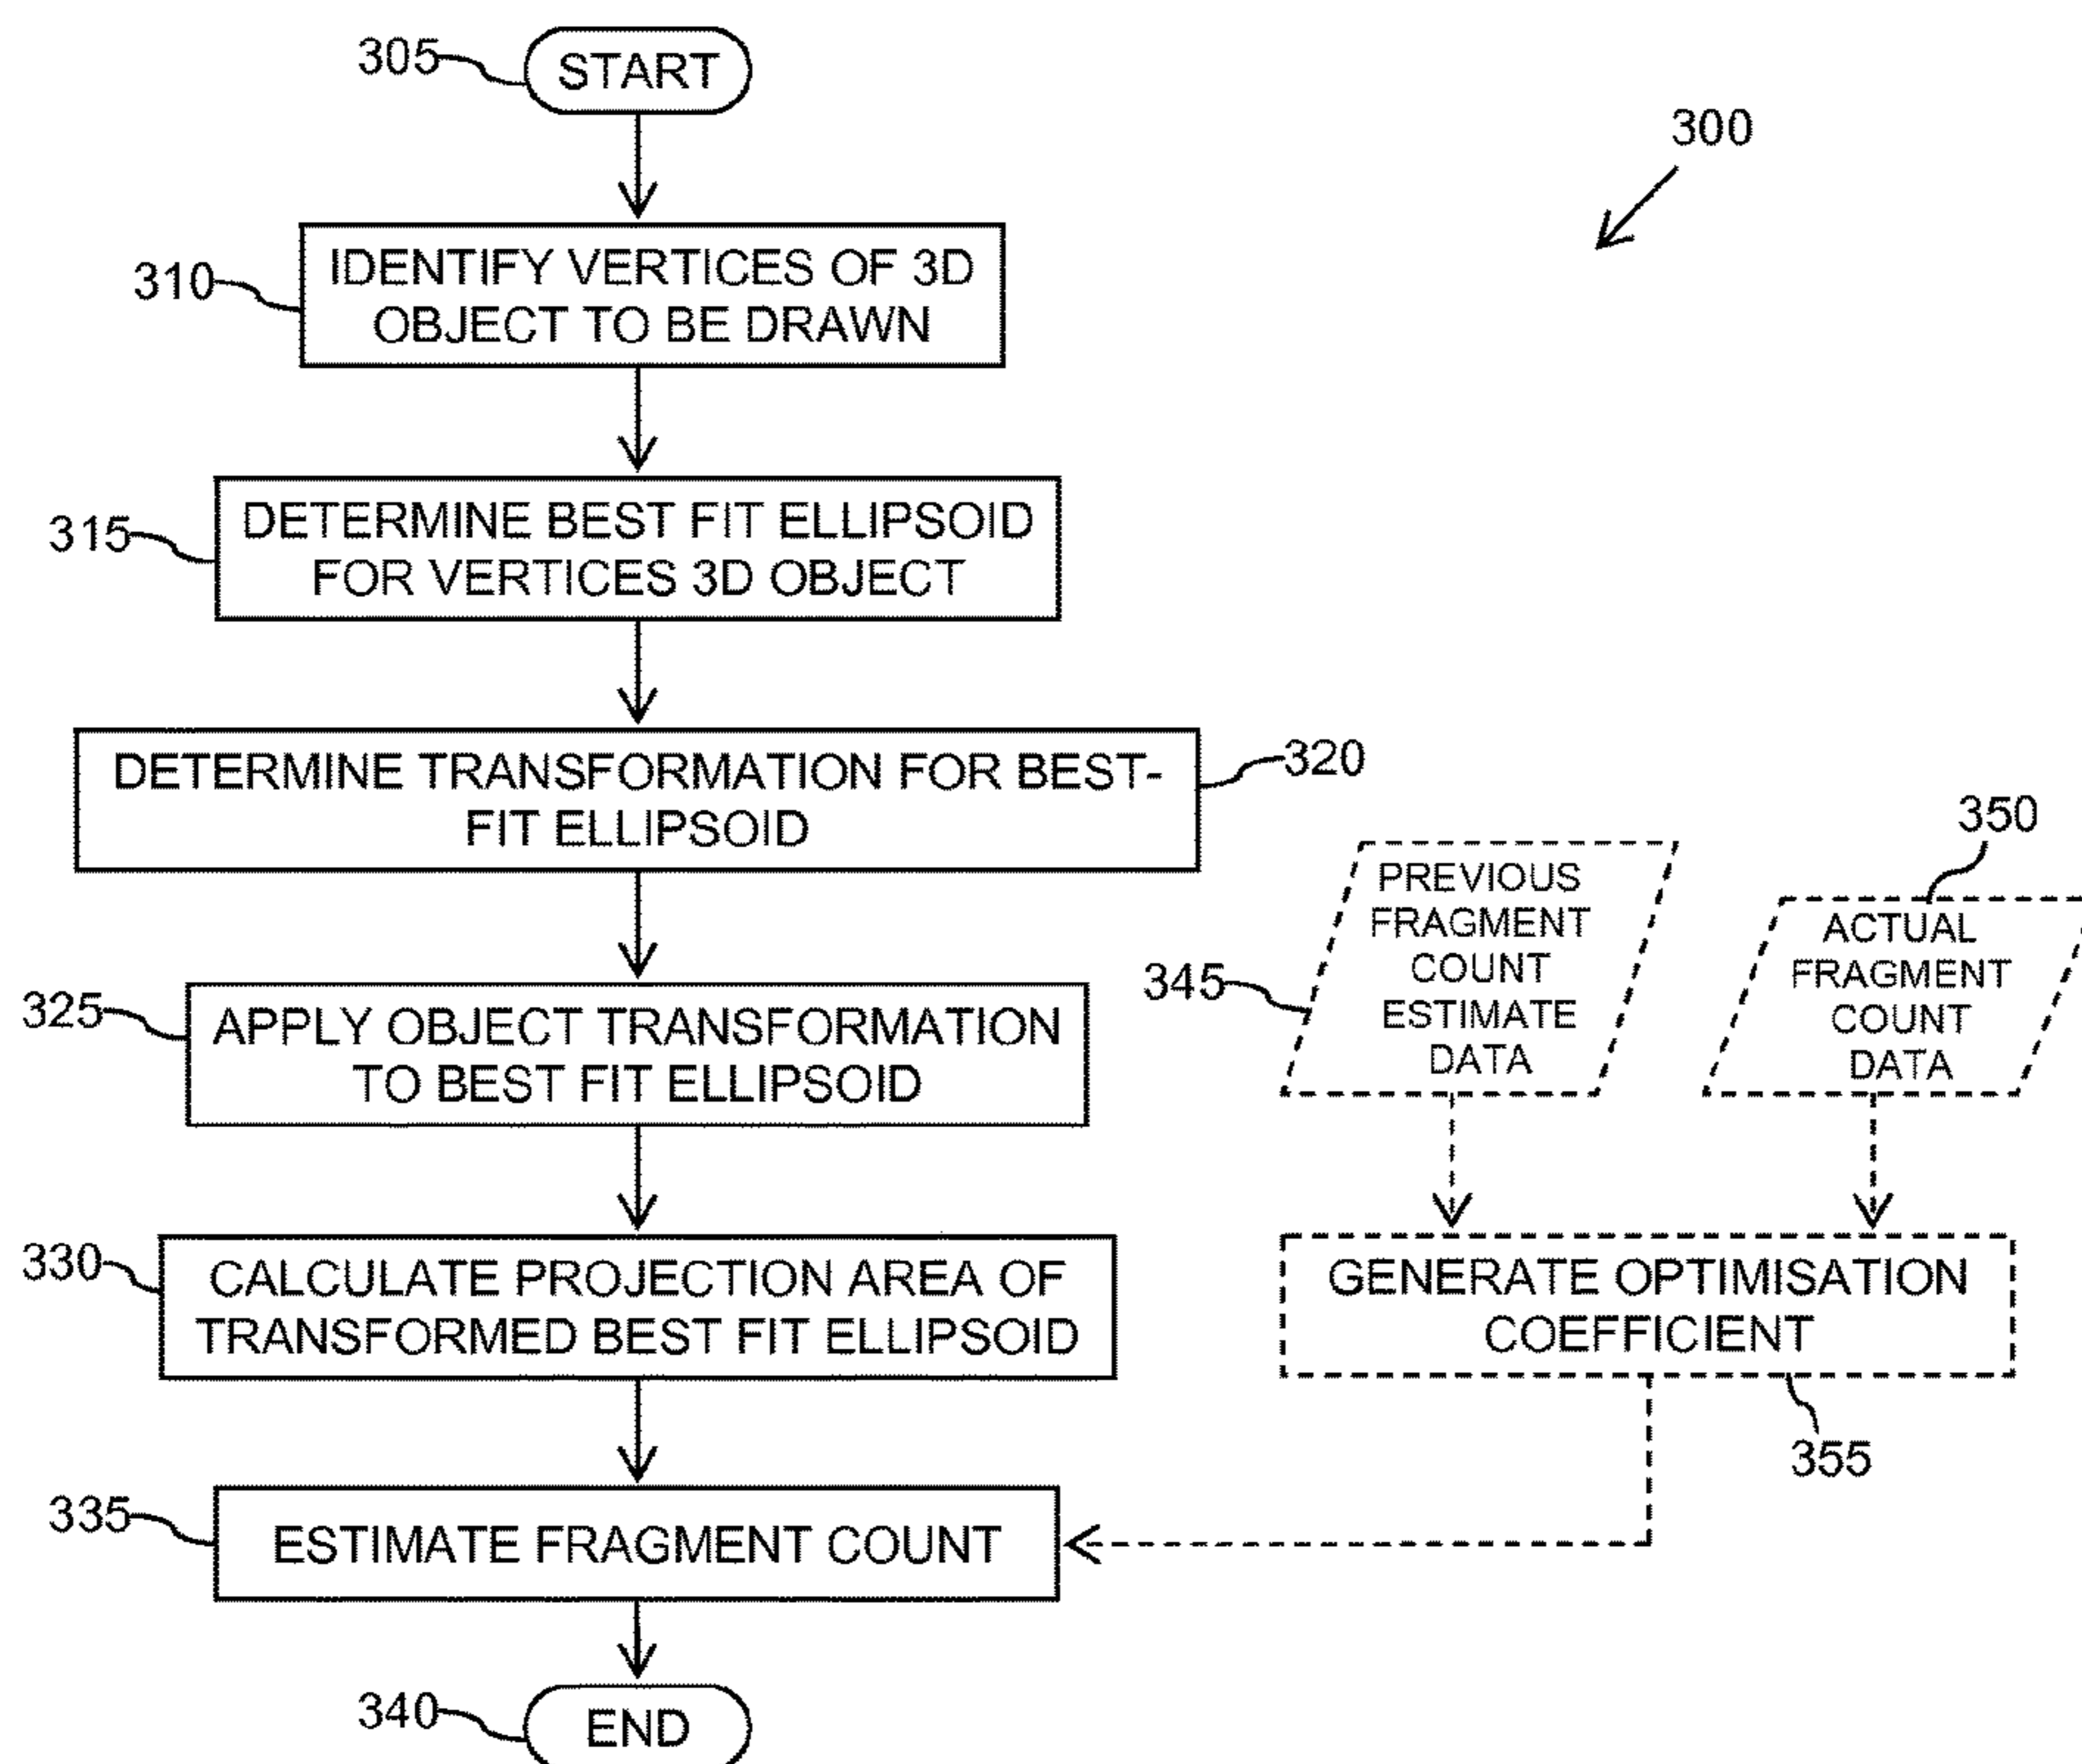 305
START
300
310
IDENTIFY VERTICES OF 3D
OBJECT TO BE DRAWN
315
DETERMINE BEST FIT ELLIPSOID
FOR VERTICES 3D OBJECT
DETERMINE TRANSFORMATION FOR BEST-
FIT ELLIPSOID
320
325
APPLY OBJECT TRANSFORMATION
TO BEST FIT ELLIPSOID
330
CALCULATE PROJECTION AREA OF
TRANSFORMED BEST FIT ELLIPSOID
335
ESTIMATE FRAGMENT COUNT
340
END
345
PREVIOUS
FRAGMENT
COUNT
ESTIMATE
DATA
350
ACTUAL
FRAGMENT
COUNT
DATA
GENERATE OPTIMISATION
COEFFICIENT
355